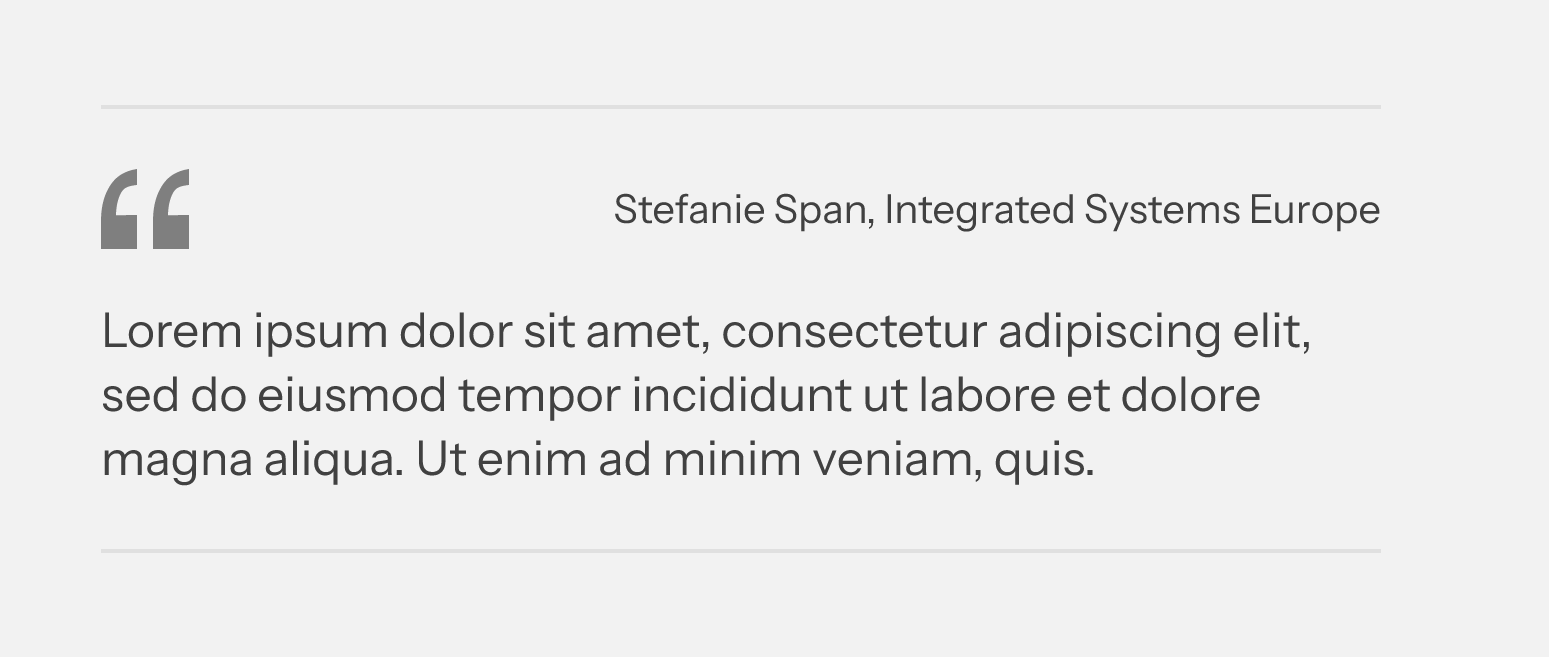 “
Stefanie Span, Integrated Systems Europe
Lorem ipsum dolor sit amet, consectetur adipiscing elit,
sed do eiusmod tempor incididunt ut labore et dolore
magna aliqua. Ut enim ad minim veniam, quis.